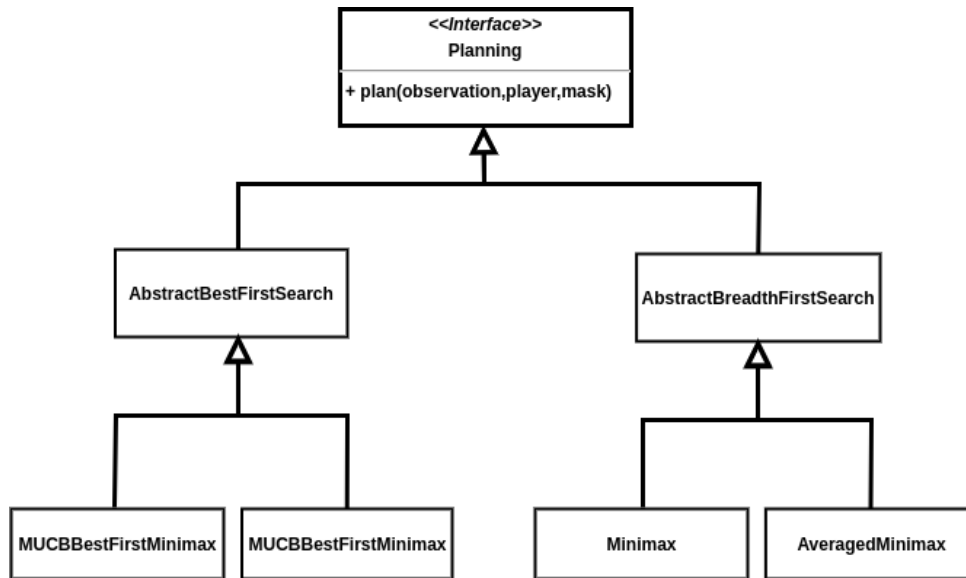 <<Interface>>
Planning
+ plan(observation,player,mask)
AbstractBestFirstSearch
AbstractBreadthFirstSearch
MUCBBestFirstMinimax
MUCBBestFirstMinimax
Minimax
AveragedMinimax